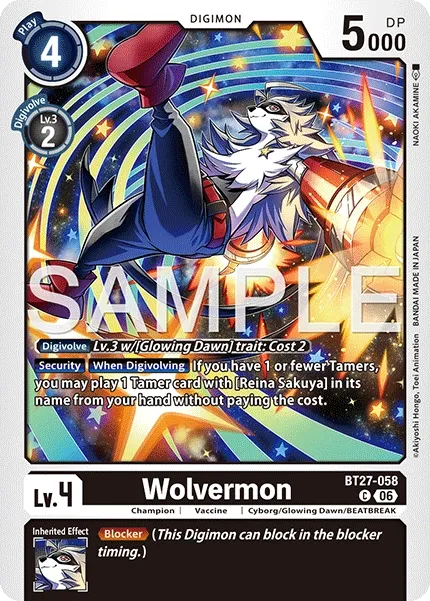 DIGIMON
Play
4
DP
5000
Digivolve
Lv.3
2
NAOKI AKAMINE
SAMPLE
©Akiyoshi Hongo, Toei Animation BANDAI MADE IN JAPAN
Digivolve Lv.3 w/[Glowing Dawn] trait: Cost 2
Security When Digivolving If you have 1 or fewer Tamers,
you may play 1 Tamer card with [Reina Sakuya] in its
name from your hand without paying the cost.
Lv.4
Wolvermon
BT27-058
C 06
Champion | Vaccine | Cyborg/Glowing Dawn/BEATBREAK
Inherited Effect
Blocker (This Digimon can block in the blocker
timing.)